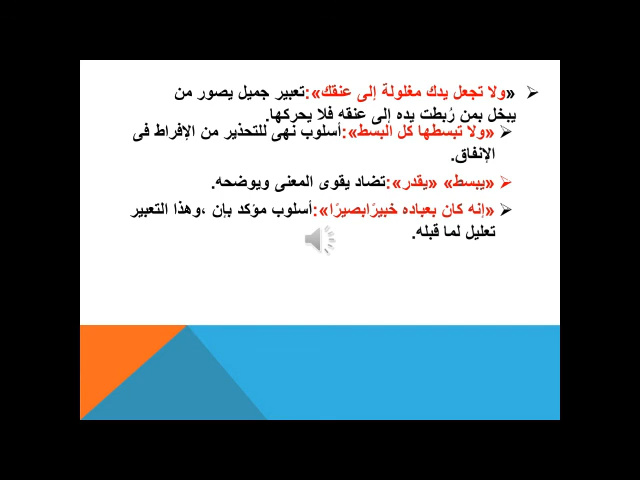 «ولا تجعل يدك مغلولة إلى عنقك»:تعبير جميل يصور من
يبخل بمن رُبطت يده إلى عنقه فلا يحركها.
«ولا تبسطها كل البسط»:أسلوب نهى للتحذير من الإفراط فى
الإنفاق.
«يبسط» «يقدر»:تضاد يقوى المعنى ويوضحه.
«إنه كان بعباده خبيرًابصيرًا»:أسلوب مؤكد بإن ،وهذا التعبير
تعليل لما قبله.